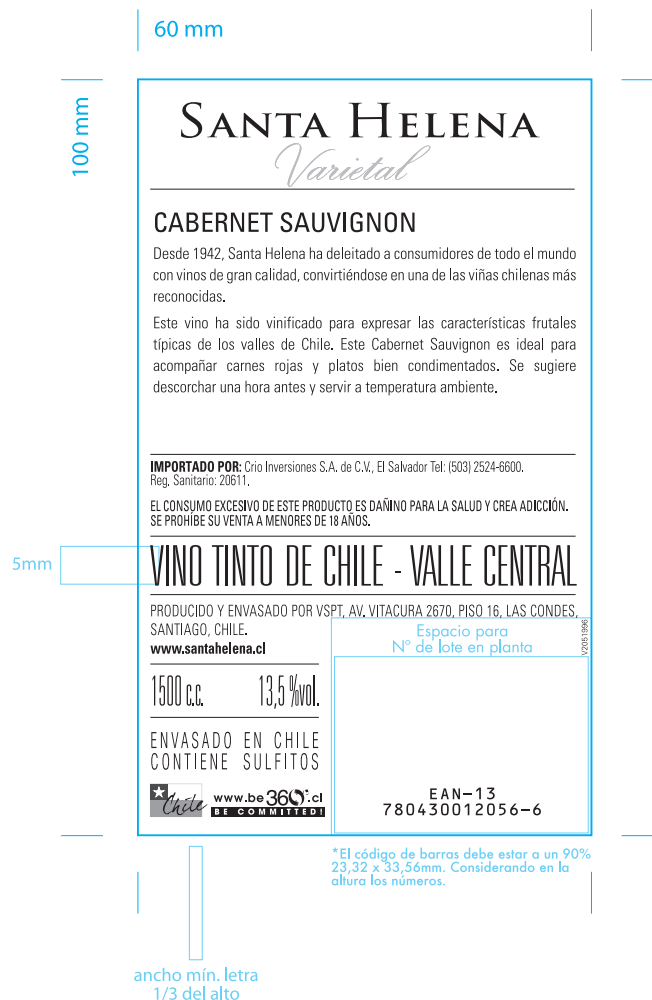 60 mm
100 mm
SANTA HELENA
Varietal
CABERNET SAUVIGNON
Desde 1942, Santa Helena ha deleitado a consumidores de todo el mundo
con vinos de gran calidad, convirtiéndose en una de las viñas chilenas más
reconocidas.
Este vino ha sido vinificado para expresar las características frutales
típicas de los valles de Chile. Este Cabernet Sauvignon es ideal para
acompañar carnes rojas y platos bien condimentados. Se sugiere
descorchar una hora antes y servir a temperatura ambiente.
IMPORTADO POR: Crio Inversiones S.A. de C.V., El Salvador Tel: (503) 2524-6600.
Reg. Sanitario: 20611.
EL CONSUMO EXCESIVO DE ESTE PRODUCTO ES DAÑINO PARA LA SALUD Y CREA ADICCIÓN.
SE PROHÍBE SU VENTA A MENORES DE 18 AÑOS.
5mm
VINO TINTO DE CHILE - VALLE CENTRAL
PRODUCIDO Y ENVASADO POR VSPT, AV. VITACURA 2670, PISO 16, LAS CONDES,
SANTIAGO, CHILE.
www.santahelena.cl
Espacio para
N° de lote en planta
V2051996
1500 c.c. 13,5 %vol.
ENVASADO EN CHILE
CONTIENE SULFITOS
Chile
www.be360°.cl
BE COMMITTED!
EAN-13
780430012056-6
*El código de barras debe estar a un 90%
23,32 x 33,56mm. Considerando en la
altura los números.
ancho mín. letra
1/3 del alto